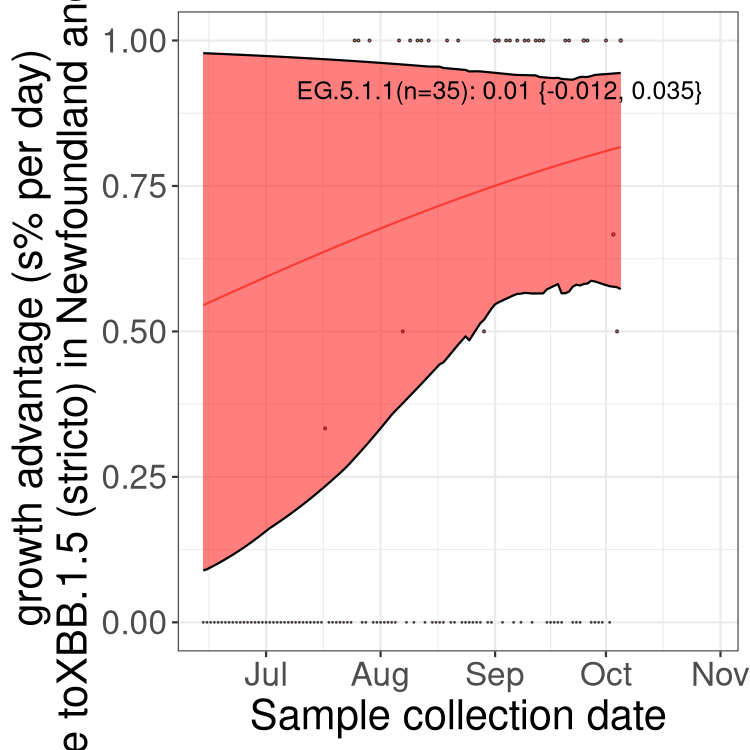 growth advantage (s% per day)
toXBB.1.5 (stricto) in Newfoundland
1.00
0.75
0.50
0.25
0.00
EG.5.1.1(n=35): 0.01 {-0.012, 0.035}
Jul Aug Sep Oct Nov
Sample collection date